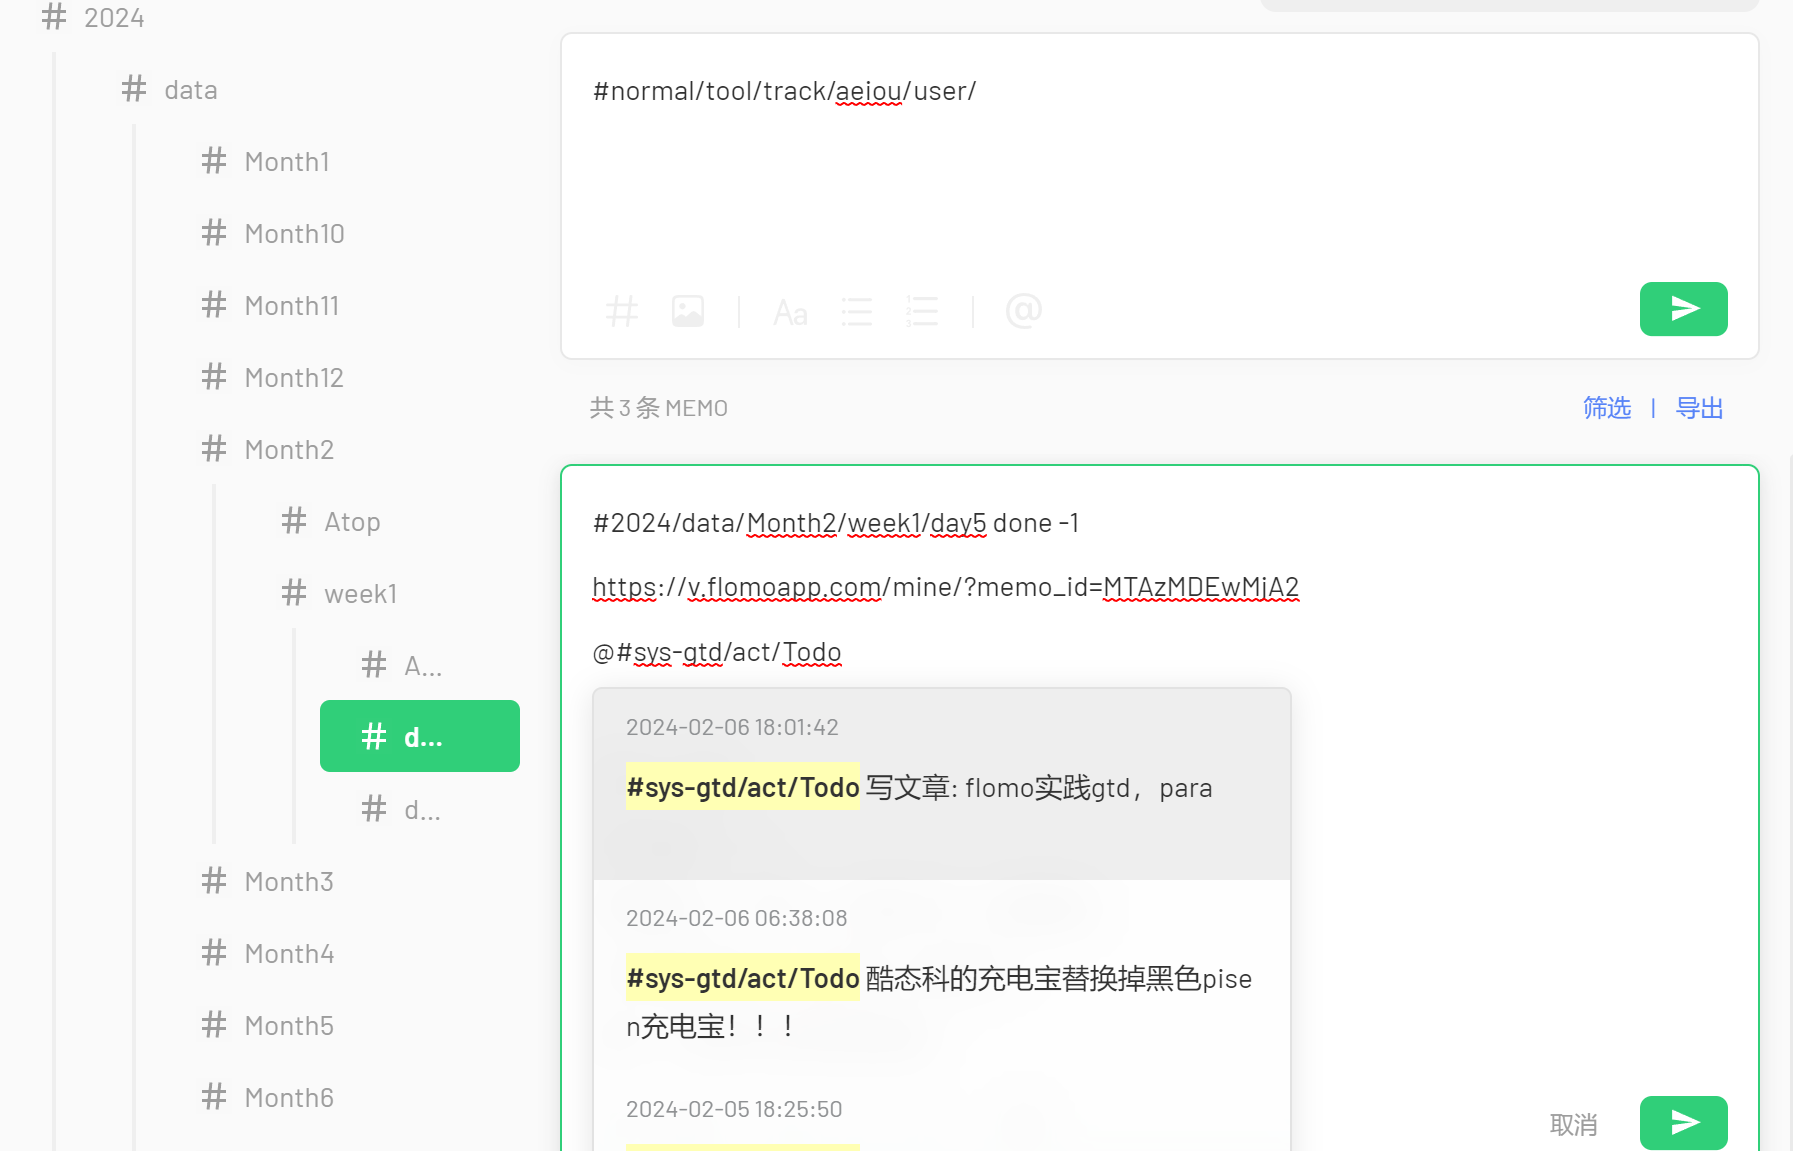 # 2024
# data
# Month1
# Month10
# Month11
# Month12
# Month2
# Atop
# week1
# A...
# d...
# d...
# Month3
# Month4
# Month5
# Month6
#normal/tool/track/aeiou/user/
Aa
@
共 3 条 MEMO
筛选 | 导出
#2024/data/Month2/week1/day5 done -1
https://v.flomoapp.com/mine/?memo_id=MTAzMDEwMjA2
@#sys-gtd/act/Todo
2024-02-06 18:01:42
#sys-gtd/act/Todo 写文章: flomo实践gtd，para
2024-02-06 06:38:08
#sys-gtd/act/Todo 酷态科的充电宝替换掉黑色pise
n充电宝！！！
2024-02-05 18:25:50
取消